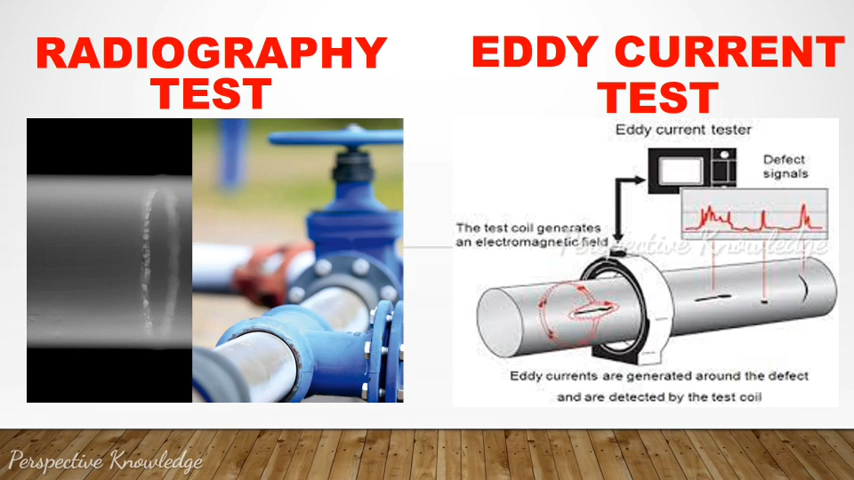 RADIOGRAPHY
TEST
EDDY CURRENT
TEST
Eddy current tester
Defect
signals
The test coil generates
an electromagnetic field
Perspective Knowledge
Eddy currents are generated around the defect
and are detected by the test coil
Perspective Knowledge